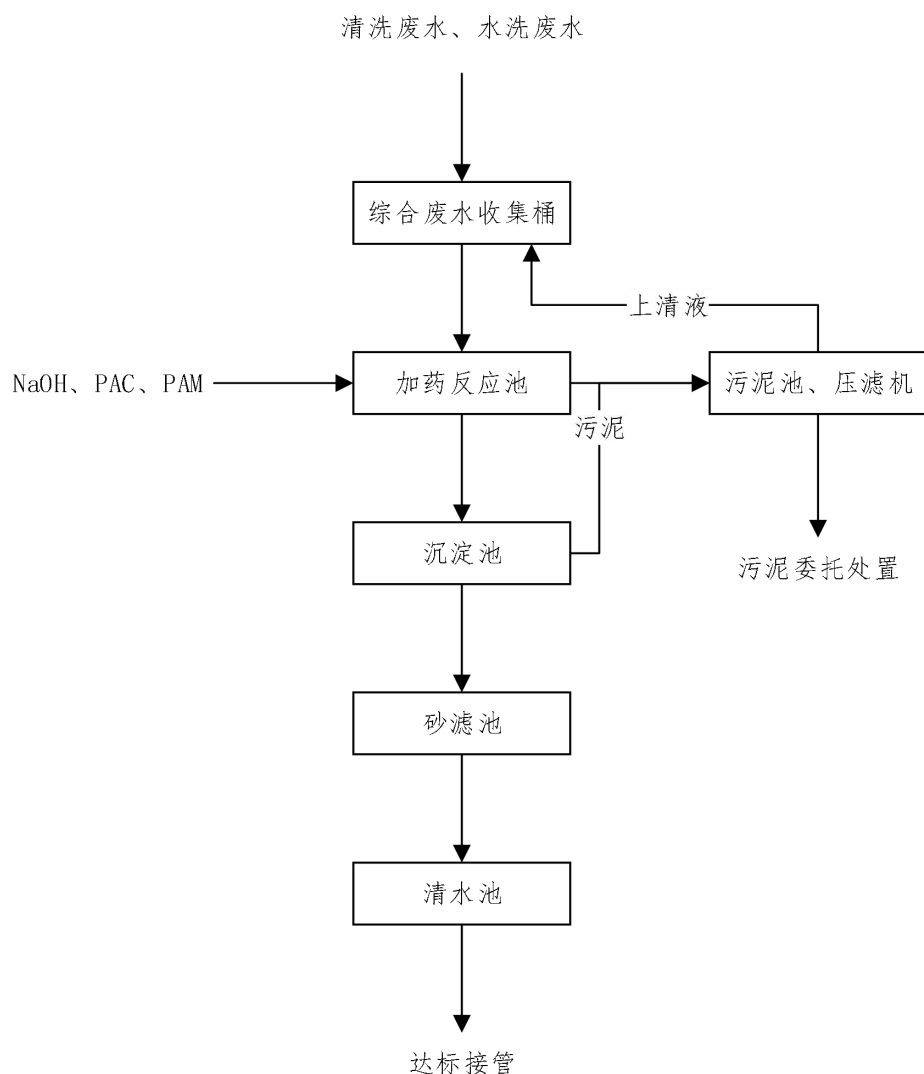 清洗废水、水洗废水
综合废水收集桶
上清液
NaOH、PAC、PAM
加药反应池
污泥池、压滤机
污泥
沉淀池
污泥委托处置
砂滤池
清水池
达标接管